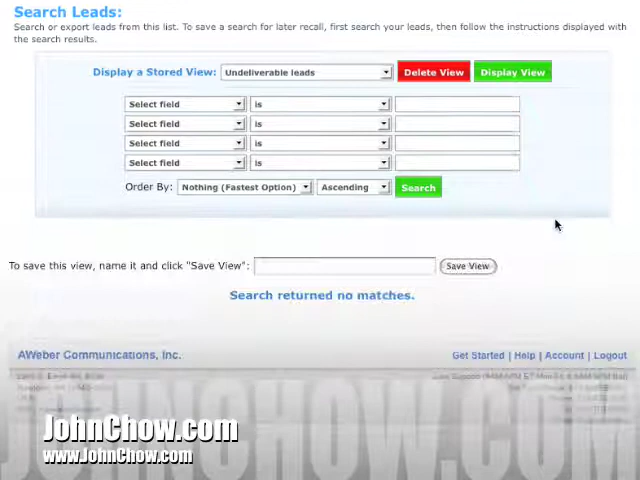 Search Leads:
Search or export leads from this list. To save a search for later recall, first search your leads, then follow the instructions displayed with
the search results.
Display a Stored View: Undeliverable leads Delete View Display View
Select field is
Select field is
Select field is
Select field is
Order By: Nothing (Fastest Option) Ascending Search
To save this view, name it and click "Save View": Save View
Search returned no matches.
AWeber Communications, Inc. Get Started | Help | Account | Logout
JohnChow.com
www.JohnChow.com
JOHNCHOW.COM